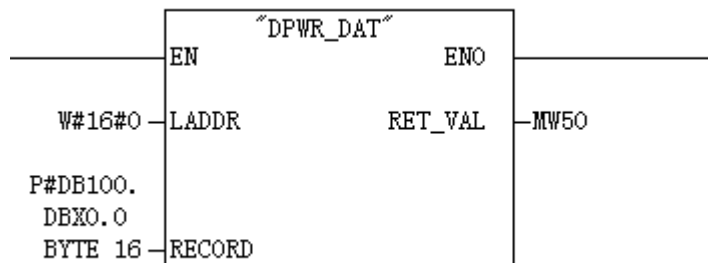 "DPWR_DAT"
EN ENO
W#16#0 LADDR RET_VAL MW50
P#DB100.
DBX0.0
BYTE 16 RECORD